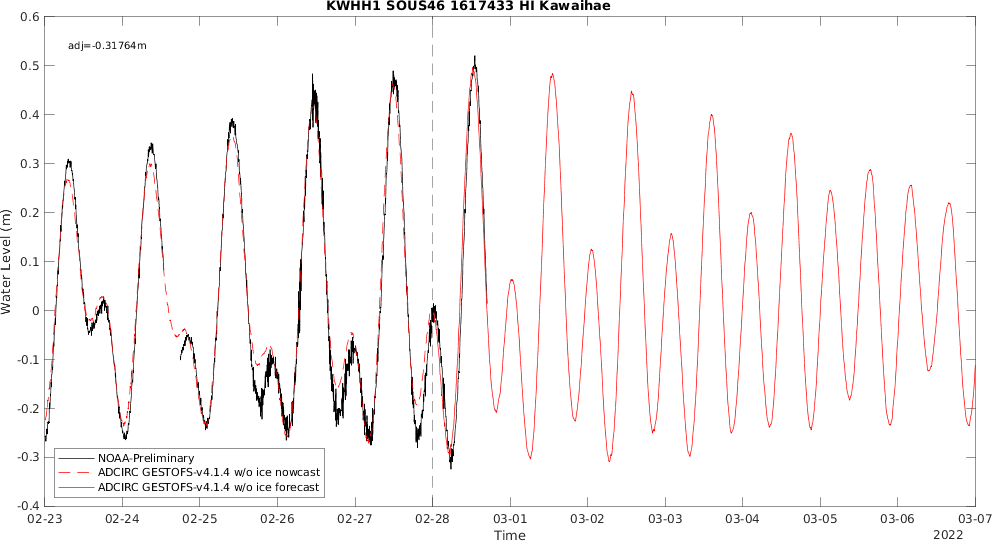 KWHH1 SOUS46 1617433 HI Kawaihae
adj=-0.31764m
0.6
0.5
0.4
0.3
0.2
0.1
0
-0.1
-0.2
-0.3
-0.4
Water Level (m)
NOAA-Preliminary
ADCIRC GESTOFS-v4.1.4 w/o ice nowcast
ADCIRC GESTOFS-v4.1.4 w/o ice forecast
02-23 02-24 02-25 02-26 02-27 02-28 03-01 03-02 03-03 03-04 03-05 03-06 03-07
Time
2022